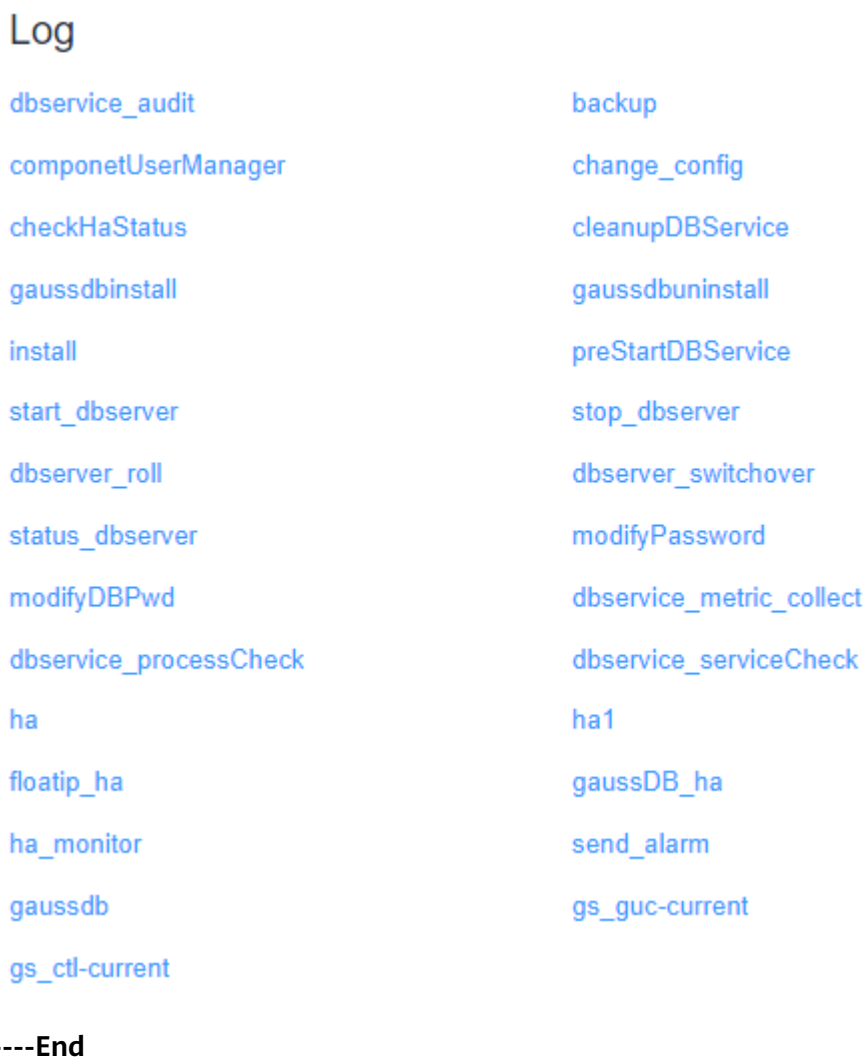 Log
dbservice_audit backup
componetUserManager change_config
checkHaStatus cleanupDBService
gaussdbinstall gaussdbuninstall
install preStartDBService
start_dbserver stop_dbserver
dbserver_roll dbserver_switchover
status_dbserver modifyPassword
modifyDBPwd dbservice_metric_collect
dbservice_processCheck dbservice_serviceCheck
ha ha1
floatip_ha gaussDB_ha
ha_monitor send_alarm
gaussdb gs_guc-current
gs_ctl-current
----End